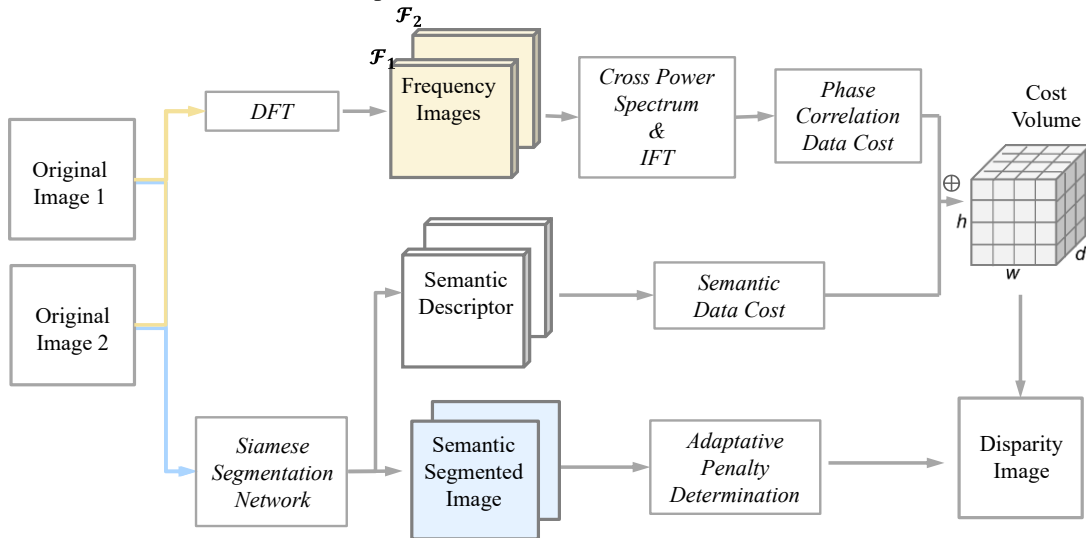 ℱ₂
ℱ₁
Frequency
Images
DFT
Cross Power
Spectrum
&
IFT
Phase
Correlation
Data Cost
Cost
Volume
Original
Image 1
⊕
h
d
w
Semantic
Descriptor
Semantic
Data Cost
Original
Image 2
Siamese
Segmentation
Network
Semantic
Segmented
Image
Adaptative
Penalty
Determination
Disparity
Image